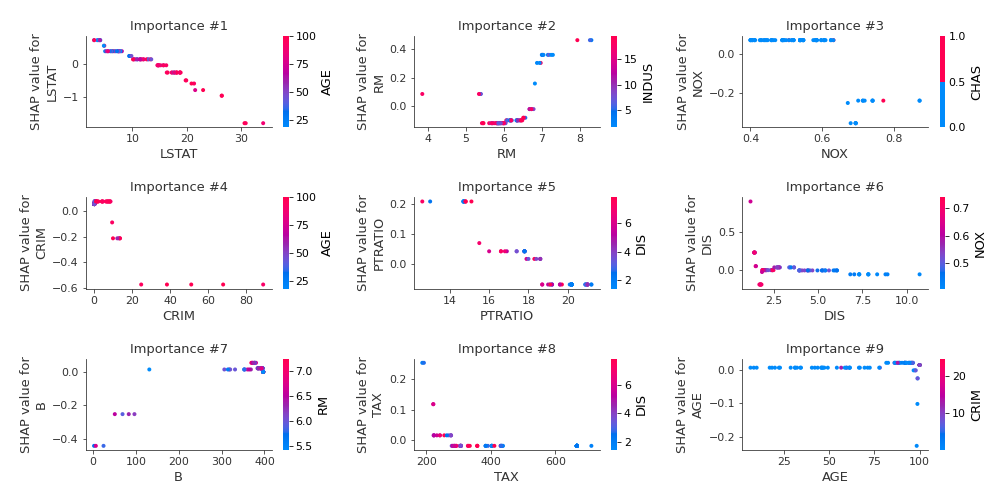 Importance #1
SHAP value for
LSTAT
0
−1
10
20
30
LSTAT
100
75
50
25
AGE
Importance #2
SHAP value for
RM
0.4
0.2
0.0
4
5
6
7
8
RM
15
10
5
INDUS
Importance #3
SHAP value for
NOX
0.0
−0.2
0.4
0.6
0.8
NOX
1.0
0.5
0.0
CHAS
Importance #4
SHAP value for
CRIM
0.0
−0.2
−0.4
−0.6
0
20
40
60
80
CRIM
100
75
50
25
AGE
Importance #5
SHAP value for
PTRATIO
0.2
0.1
0.0
14
16
18
20
PTRATIO
6
4
2
DIS
Importance #6
SHAP value for
DIS
0.5
0.0
2.5
5.0
7.5
10.0
DIS
0.7
0.6
0.5
NOX
Importance #7
SHAP value for
B
0.0
−0.2
−0.4
0
100
200
300
400
B
7.0
6.5
6.0
5.5
RM
Importance #8
SHAP value for
TAX
0.2
0.1
0.0
200
400
600
TAX
6
4
2
DIS
Importance #9
SHAP value for
AGE
0.0
−0.1
−0.2
25
50
75
100
AGE
20
10
CRIM